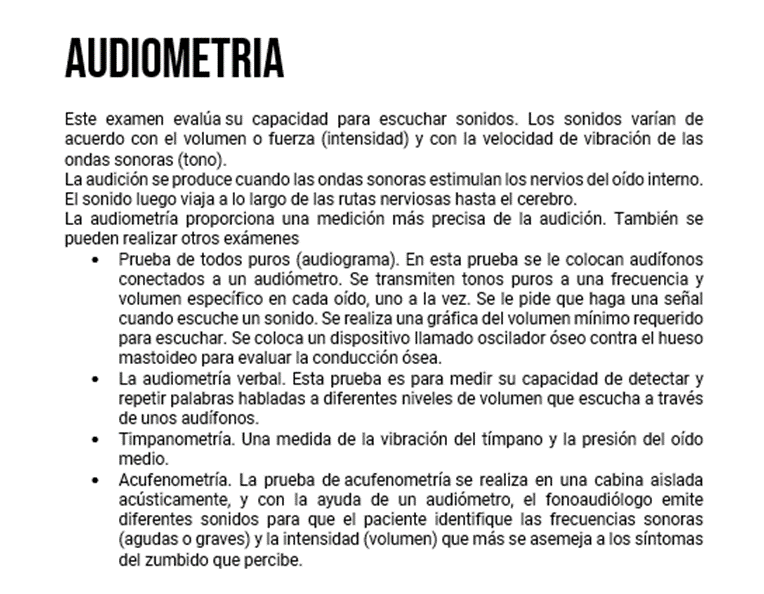 AUDIOMETRIA
Este examen evalúa su capacidad para escuchar sonidos. Los sonidos varían de
acuerdo con el volumen o fuerza (intensidad) y con la velocidad de vibración de las
ondas sonoras (tono).
La audición se produce cuando las ondas sonoras estimulan los nervios del oído interno.
El sonido luego viaja a lo largo de las rutas nerviosas hasta el cerebro.
La audiometría proporciona una medición más precisa de la audición. También se
pueden realizar otros exámenes
• Prueba de todos puros (audiograma). En esta prueba se le colocan audífonos
conectados a un audiómetro. Se transmiten tonos puros a una frecuencia y
volumen específico en cada oído, uno a la vez. Se le pide que haga una señal
cuando escuche un sonido. Se realiza una gráfica del volumen mínimo requerido
para escuchar. Se coloca un dispositivo llamado oscilador óseo contra el hueso
mastoideo para evaluar la conducción ósea.
• La audiometría verbal. Esta prueba es para medir su capacidad de detectar y
repetir palabras habladas a diferentes niveles de volumen que escucha a través
de unos audífonos.
• Timpanometría. Una medida de la vibración del tímpano y la presión del oído
medio.
• Acufenometría. La prueba de acufenometría se realiza en una cabina aislada
acústicamente, y con la ayuda de un audiómetro, el fonoaudiólogo emite
diferentes sonidos para que el paciente identifique las frecuencias sonoras
(agudas o graves) y la intensidad (volumen) que más se asemeja a los síntomas
del zumbido que percibe.